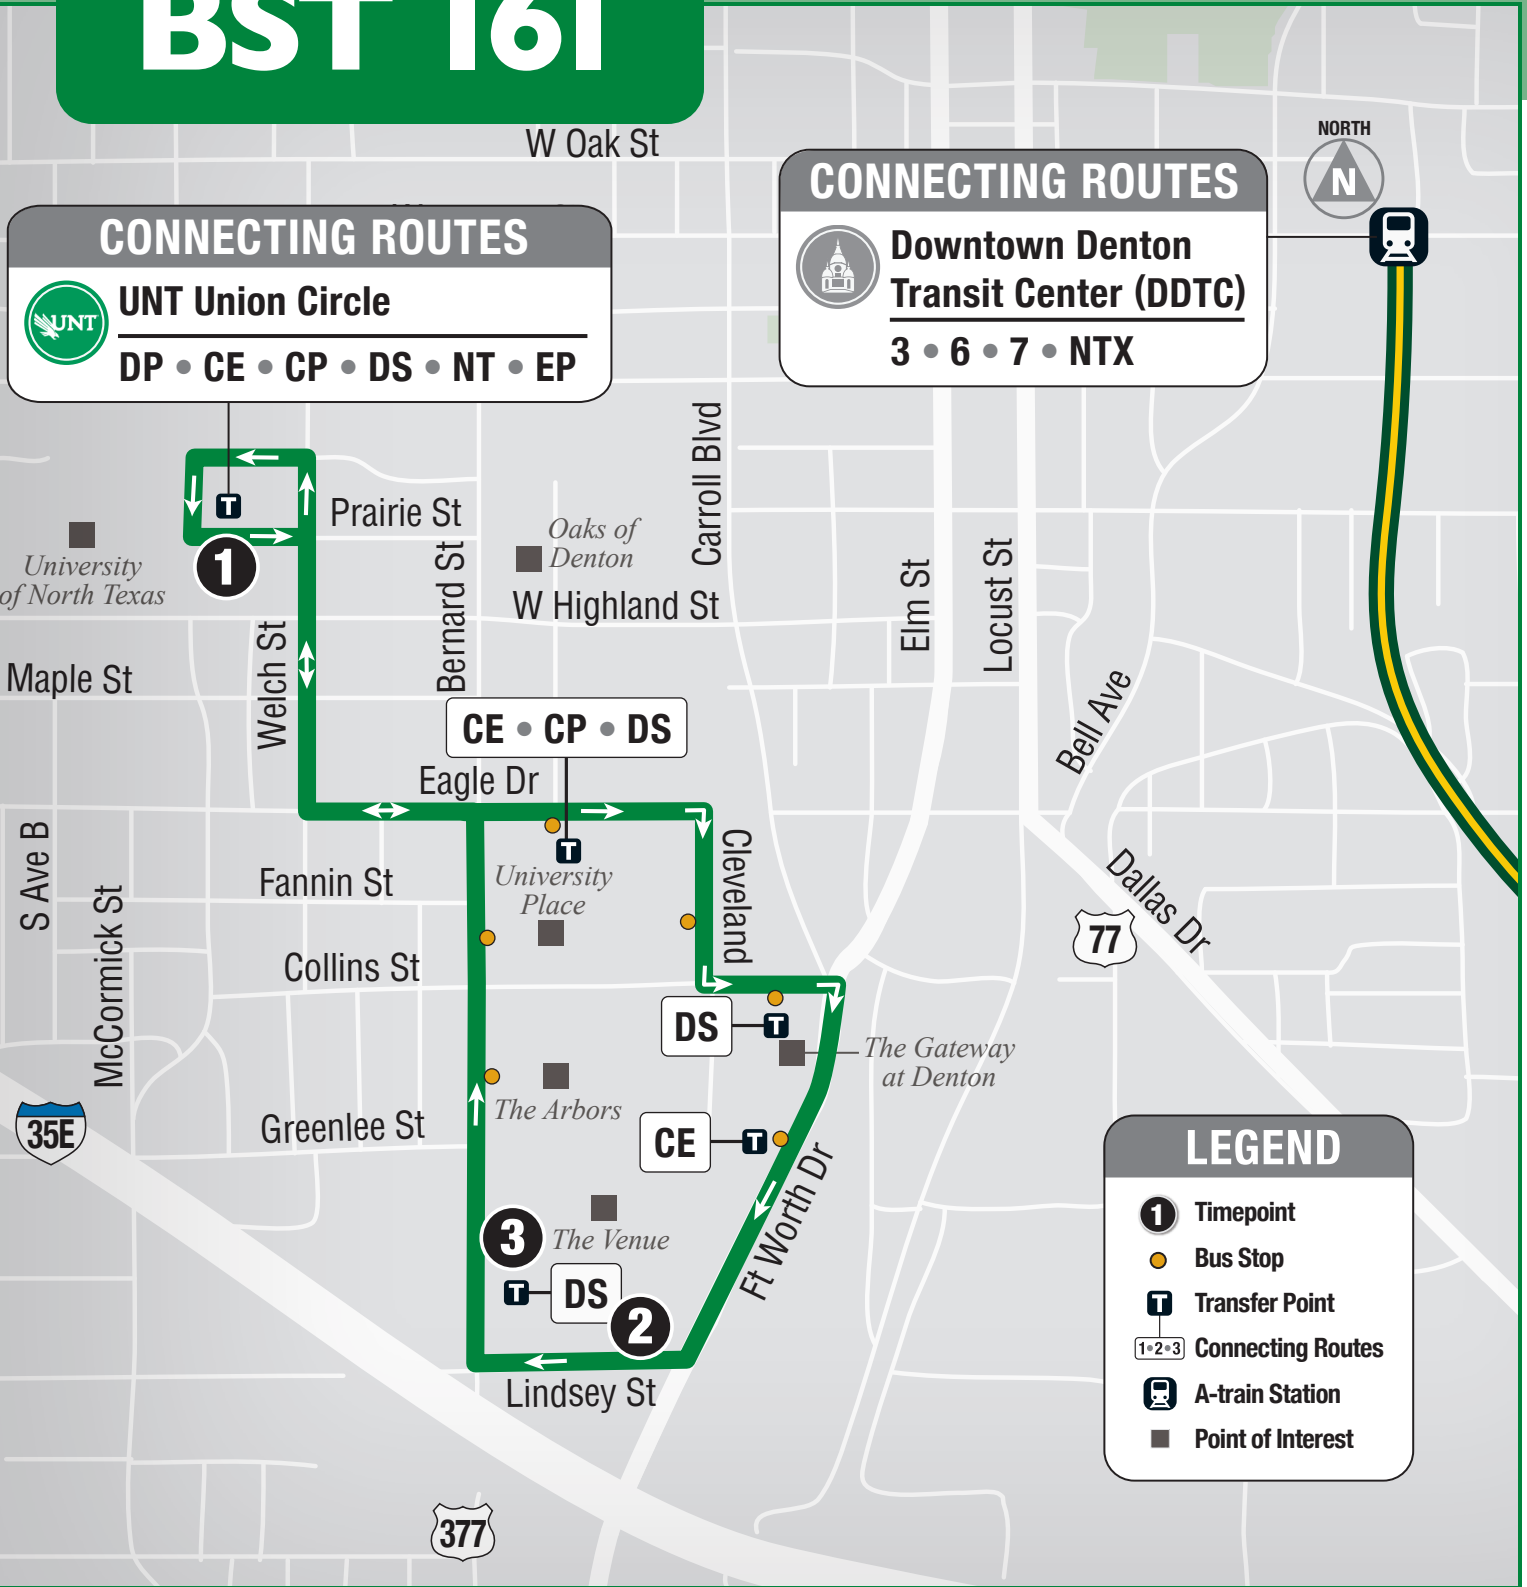 BST 161
W Oak St
NORTH
N
CONNECTING ROUTES
UNT
UNT Union Circle
DP • CE • CP • DS • NT • EP
CONNECTING ROUTES
Downtown Denton
Transit Center (DDTC)
3 • 6 • 7 • NTX
T
1
Prairie St
University
of North Texas
Oaks of
Denton
W Highland St
Carroll Blvd
Bernard St
Elm St
Locust St
Welch St
Maple St
Bell Ave
CE • CP • DS
Eagle Dr
T
University
Place
Cleveland
S Ave B
McCormick St
Fannin St
Collins St
Dallas Dr
77
DS
T
The Gateway
at Denton
The Arbors
Greenlee St
35E
CE
T
Ft Worth Dr
3
The Venue
T
DS
2
Lindsey St
377
LEGEND
1 Timepoint
Bus Stop
T Transfer Point
1•2•3 Connecting Routes
A-train Station
Point of Interest